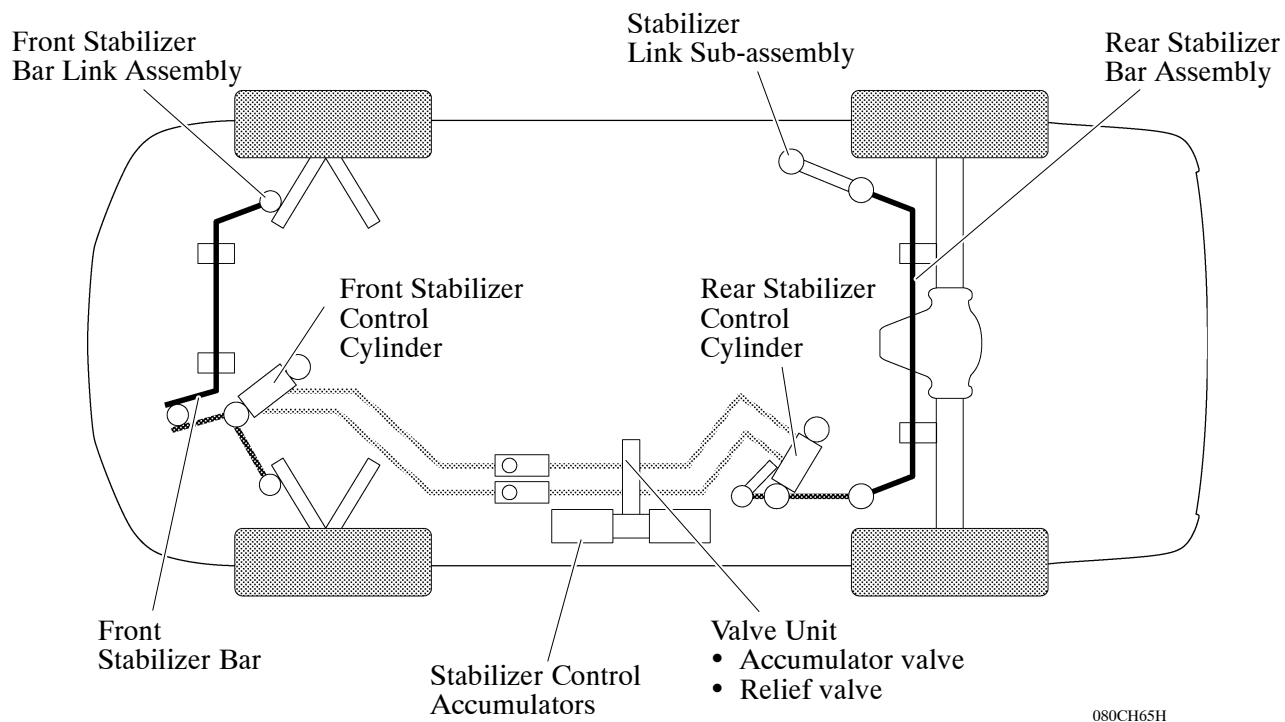 Front Stabilizer
Bar Link Assembly
Stabilizer
Link Sub-assembly
Rear Stabilizer
Bar Assembly
Front Stabilizer
Control
Cylinder
Rear Stabilizer
Control
Cylinder
Front
Stabilizer Bar
Stabilizer Control
Accumulators
Valve Unit
• Accumulator valve
• Relief valve
080CH65H